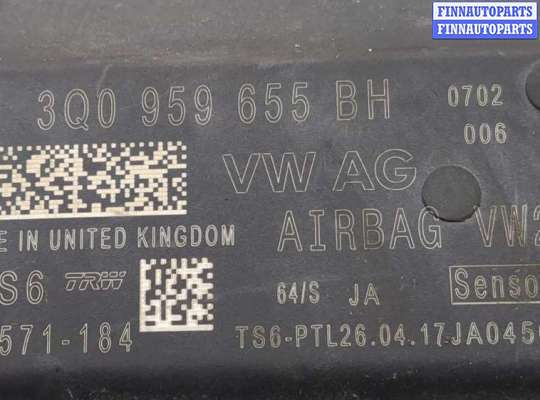 FINNAUTOPARTS
FINNAUTOPARTS
3Q0 959 655 BH 0702
006
VW AG
E IN UNITED KINGDOM AIRBAG VW2
S6 TRW 64/S JA Senso
571-184 TS6-PTL26.04.17JA045